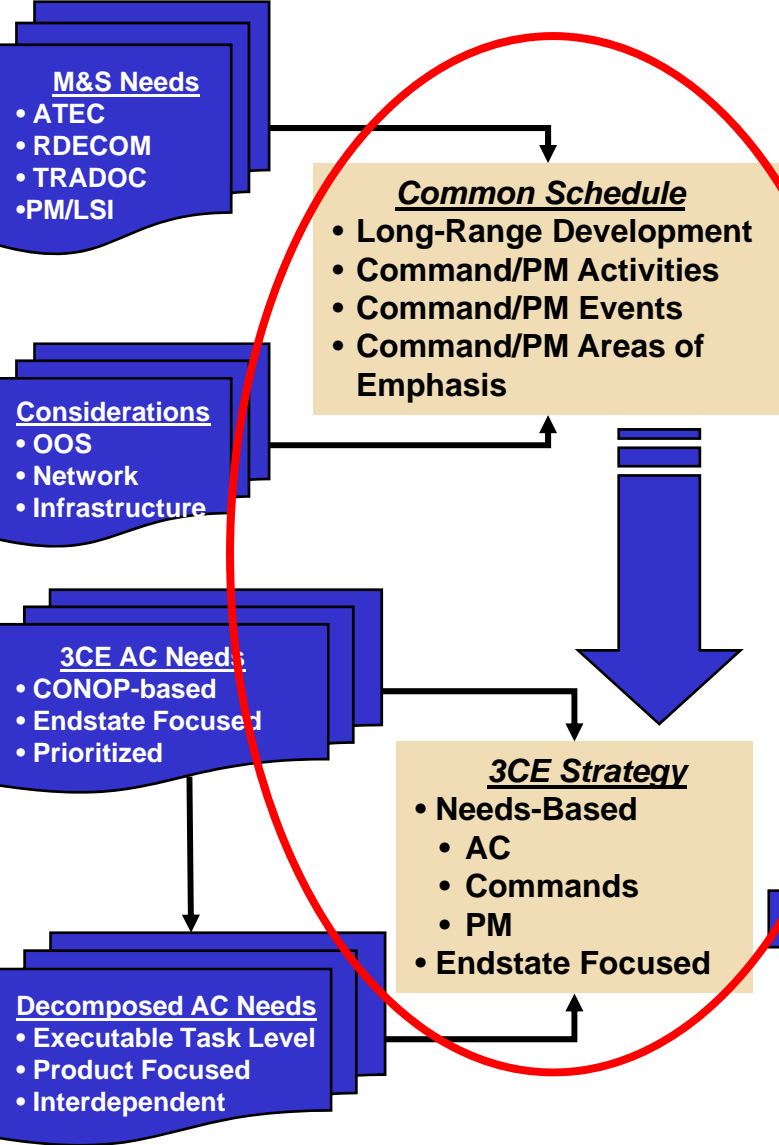 M&S Needs
• ATEC
• RDECOM
• TRADOC
•PM/LSI
Common Schedule
• Long-Range Development
• Command/PM Activities
• Command/PM Events
• Command/PM Areas of
Emphasis
Considerations
• OOS
• Network
• Infrastructure
3CE AC Needs
• CONOP-based
• Endstate Focused
• Prioritized
3CE Strategy
• Needs-Based
• AC
• Commands
• PM
• Endstate Focused
Decomposed AC Needs
• Executable Task Level
• Product Focused
• Interdependent